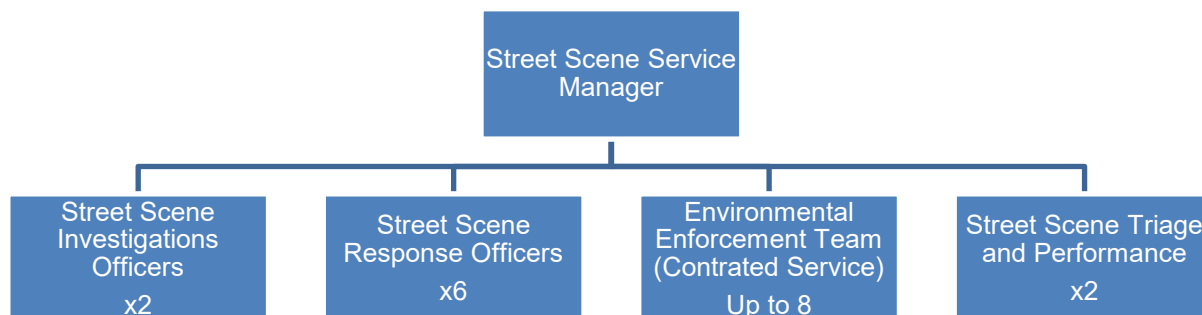 Street Scene Service
Manager
Street Scene
Investigations
Officers
x2
Street Scene
Response Officers
x6
Environmental
Enforcement Team
(Contrated Service)
Up to 8
Street Scene Triage
and Performance
x2